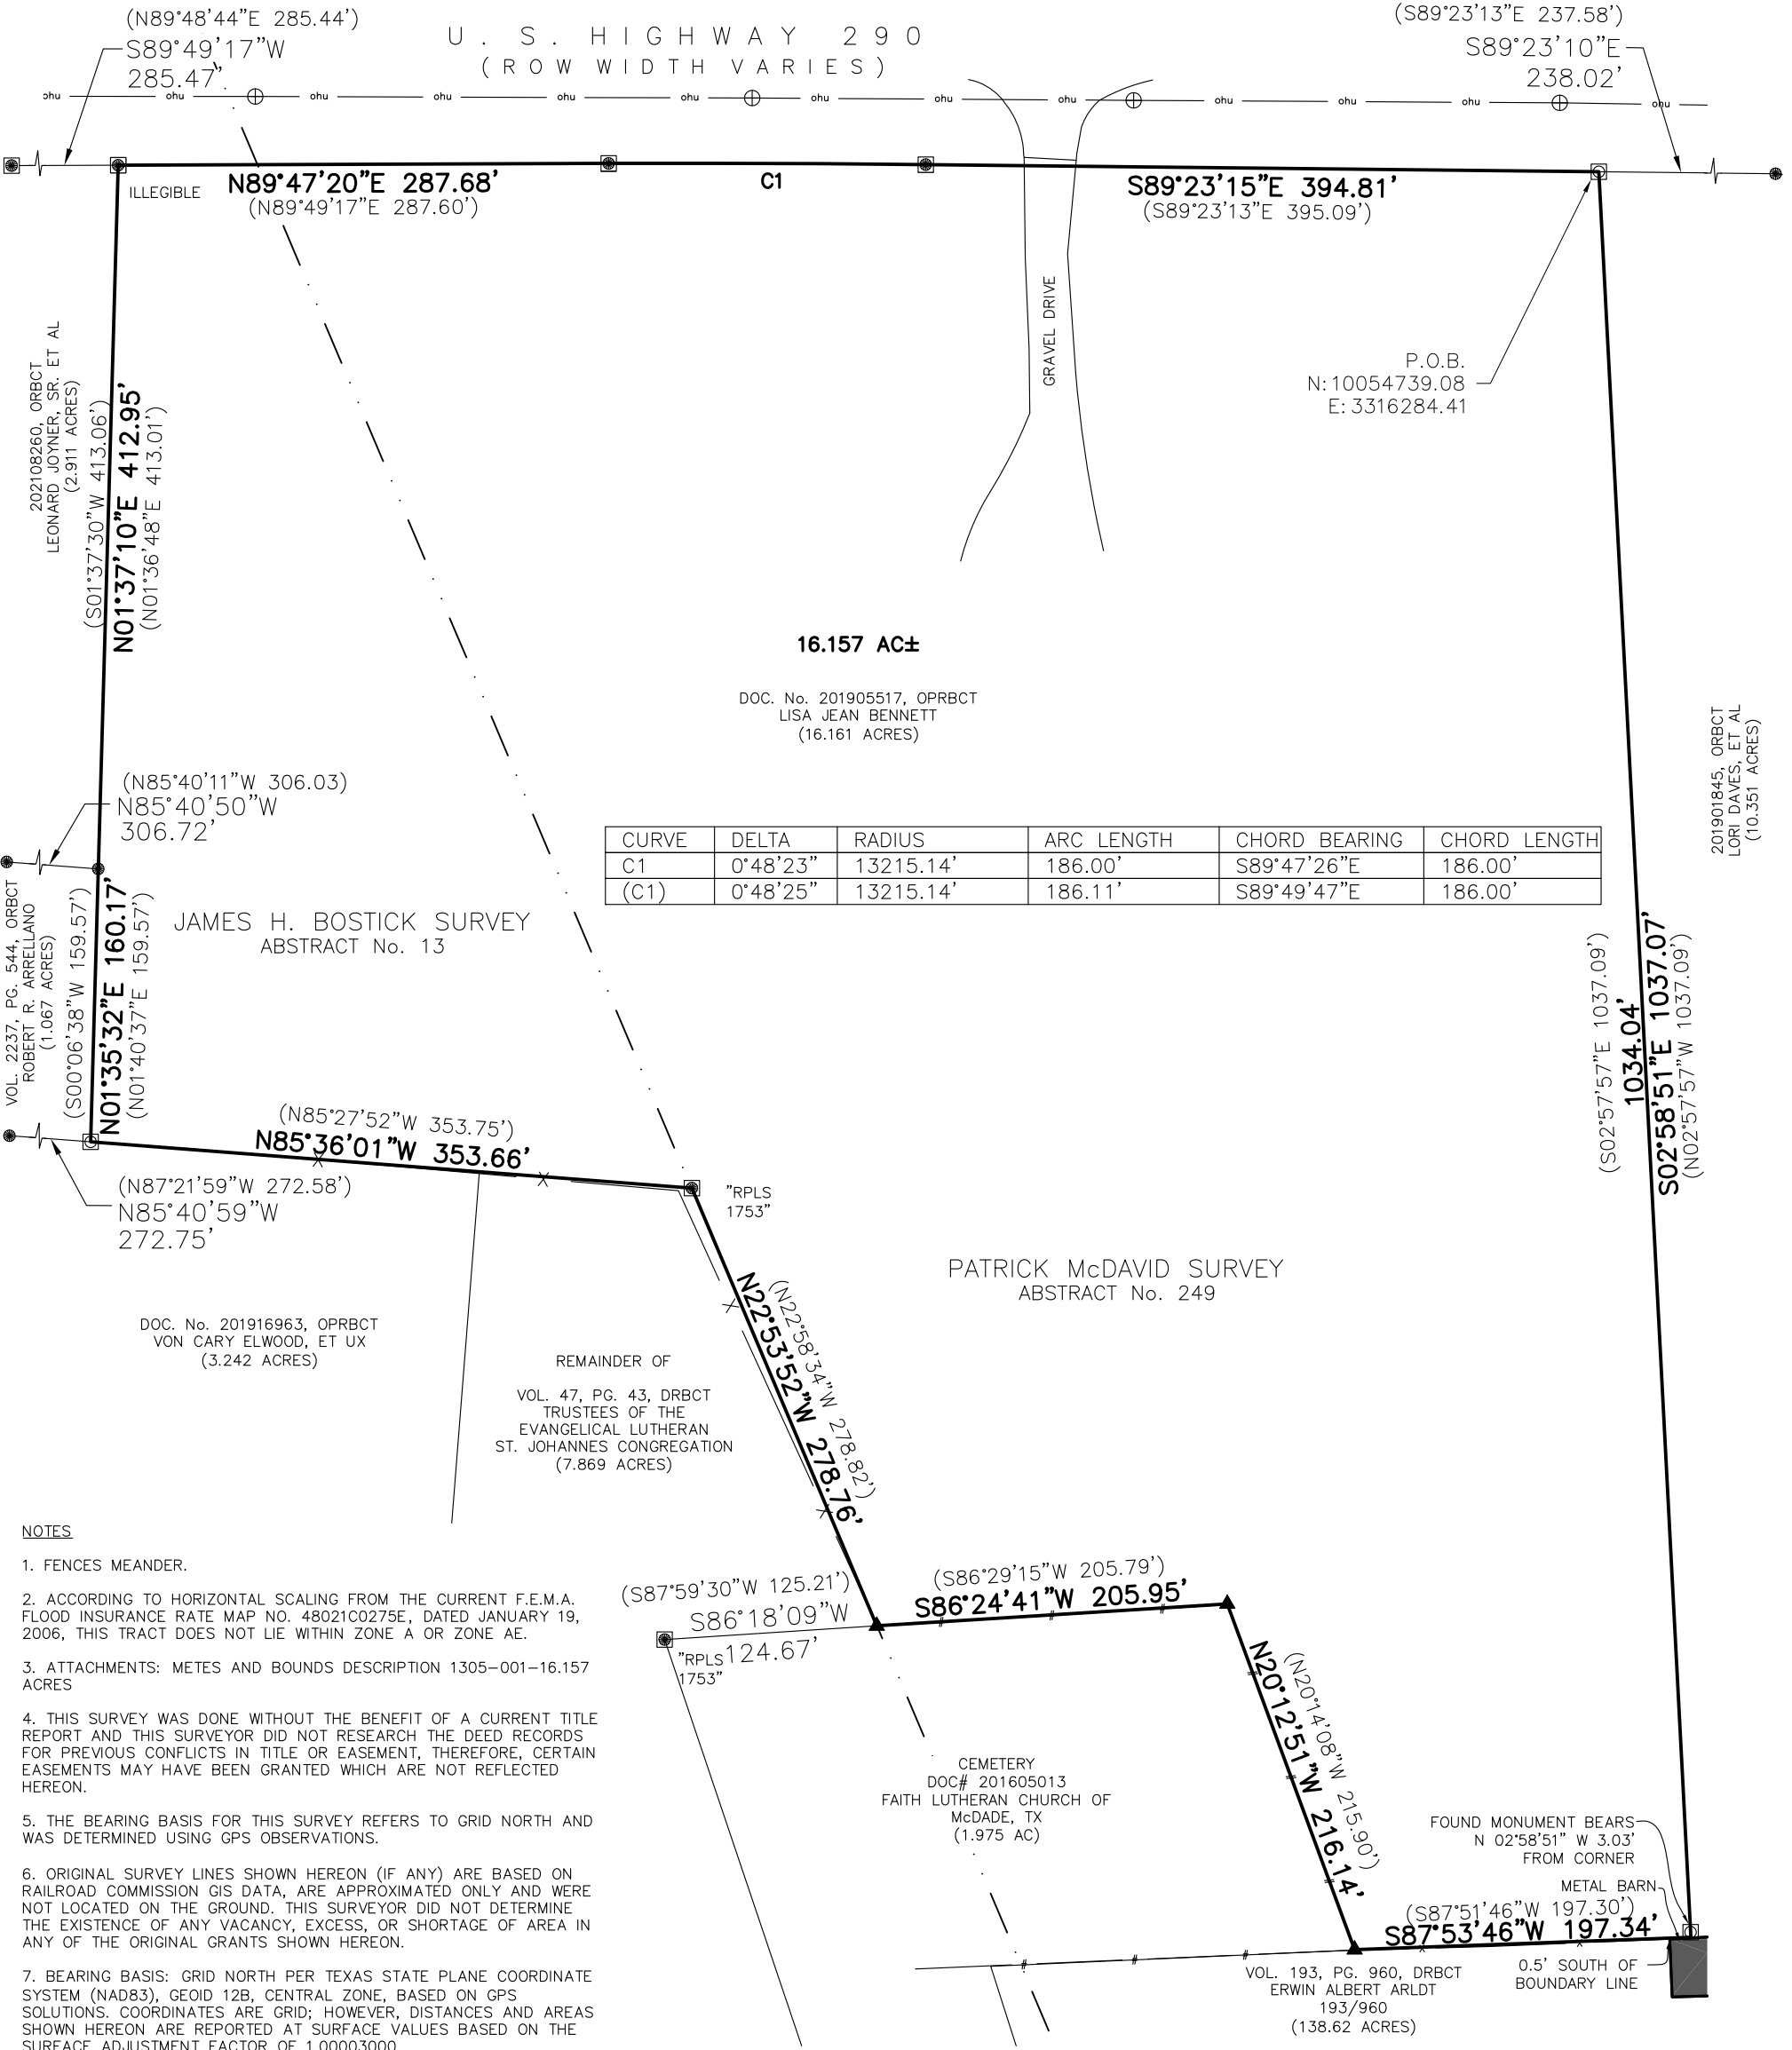 (N89°48'44"E 285.44')
S89°49'17"W
285.47'
U. S. HIGHWAY 290
(ROW WIDTH VARIES)
(S89°23'13"E 237.58')
S89°23'10"E
238.02'
ohu ohu ohu ohu ohu ohu ohu ohu ohu ohu ohu ohu ohu ohu
ILLEGIBLE
N89°47'20"E 287.68'
(N89°49'17"E 287.60')
C1
S89°23'15"E 394.81'
(S89°23'13"E 395.09')
GRAVEL DRIVE
P.O.B.
N:10054739.08
E:3316284.41
202108260, ORBCT
LEONARD JOYNER, SR. ET AL
(2.911 ACRES)
(S01°37'30"W 413.06')
N01°37'10"E 412.95'
(N01°36'48"E 413.01')
16.157 AC±
DOC. No. 201905517, OPRBCT
LISA JEAN BENNETT
(16.161 ACRES)
201901845, ORBCT
LORI DAVES, ET AL
(10.351 ACRES)
(N85°40'11"W 306.03)
N85°40'50"W
306.72'
CURVE DELTA RADIUS ARC LENGTH CHORD BEARING CHORD LENGTH
C1 0°48'23" 13215.14' 186.00' S89°47'26"E 186.00'
(C1) 0°48'25" 13215.14' 186.11' S89°49'47"E 186.00'
VOL. 2237, PG. 544, ORBCT
ROBERT R. ARRELLANO
(1.067 ACRES)
(S00°06'38"W 159.57')
N01°35'32"E 160.17'
(N01°40'37"E 159.57')
JAMES H. BOSTICK SURVEY
ABSTRACT No. 13
(S02°57'57"E 1037.09')
1034.04'
S02°58'51"E 1037.07'
(N02°57'57"W 1037.09')
(N85°27'52"W 353.75')
N85°36'01"W 353.66'
(N87°21'59"W 272.58')
N85°40'59"W
272.75'
"RPLS
1753"
PATRICK McDAVID SURVEY
ABSTRACT No. 249
(N22°58'34"W 278.82')
N22°53'52"W 278.76'
DOC. No. 201916963, OPRBCT
VON CARY ELWOOD, ET UX
(3.242 ACRES)
REMAINDER OF
VOL. 47, PG. 43, DRBCT
TRUSTEES OF THE
EVANGELICAL LUTHERAN
ST. JOHANNES CONGREGATION
(7.869 ACRES)
(S87°59'30"W 125.21')
S86°18'09"W
124.67'
"RPLS
1753"
(S86°29'15"W 205.79')
S86°24'41"W 205.95'
(N20°14'08"W 215.90')
N20°12'51"W 216.14'
CEMETERY
DOC# 201605013
FAITH LUTHERAN CHURCH OF
McDADE, TX
(1.975 AC)
FOUND MONUMENT BEARS
N 02°58'51" W 3.03'
FROM CORNER
METAL BARN
(S87°51'46"W 197.30')
S87°53'46"W 197.34'
0.5' SOUTH OF
BOUNDARY LINE
VOL. 193, PG. 960, DRBCT
ERWIN ALBERT ARLDT
193/960
(138.62 ACRES)
NOTES
1. FENCES MEANDER.
2. ACCORDING TO HORIZONTAL SCALING FROM THE CURRENT F.E.M.A.
FLOOD INSURANCE RATE MAP NO. 48021C0275E, DATED JANUARY 19,
2006, THIS TRACT DOES NOT LIE WITHIN ZONE A OR ZONE AE.
3. ATTACHMENTS: METES AND BOUNDS DESCRIPTION 1305-001-16.157
ACRES
4. THIS SURVEY WAS DONE WITHOUT THE BENEFIT OF A CURRENT TITLE
REPORT AND THIS SURVEYOR DID NOT RESEARCH THE DEED RECORDS
FOR PREVIOUS CONFLICTS IN TITLE OR EASEMENT, THEREFORE, CERTAIN
EASEMENTS MAY HAVE BEEN GRANTED WHICH ARE NOT REFLECTED
HEREON.
5. THE BEARING BASIS FOR THIS SURVEY REFERS TO GRID NORTH AND
WAS DETERMINED USING GPS OBSERVATIONS.
6. ORIGINAL SURVEY LINES SHOWN HEREON (IF ANY) ARE BASED ON
RAILROAD COMMISSION GIS DATA, ARE APPROXIMATED ONLY AND WERE
NOT LOCATED ON THE GROUND. THIS SURVEYOR DID NOT DETERMINE
THE EXISTENCE OF ANY VACANCY, EXCESS, OR SHORTAGE OF AREA IN
ANY OF THE ORIGINAL GRANTS SHOWN HEREON.
7. BEARING BASIS: GRID NORTH PER TEXAS STATE PLANE COORDINATE
SYSTEM (NAD83), GEOID 12B, CENTRAL ZONE, BASED ON GPS
SOLUTIONS. COORDINATES ARE GRID; HOWEVER, DISTANCES AND AREAS
SHOWN HEREON ARE REPORTED AT SURFACE VALUES BASED ON THE
SURFACE ADJUSTMENT FACTOR OF 1.00003000